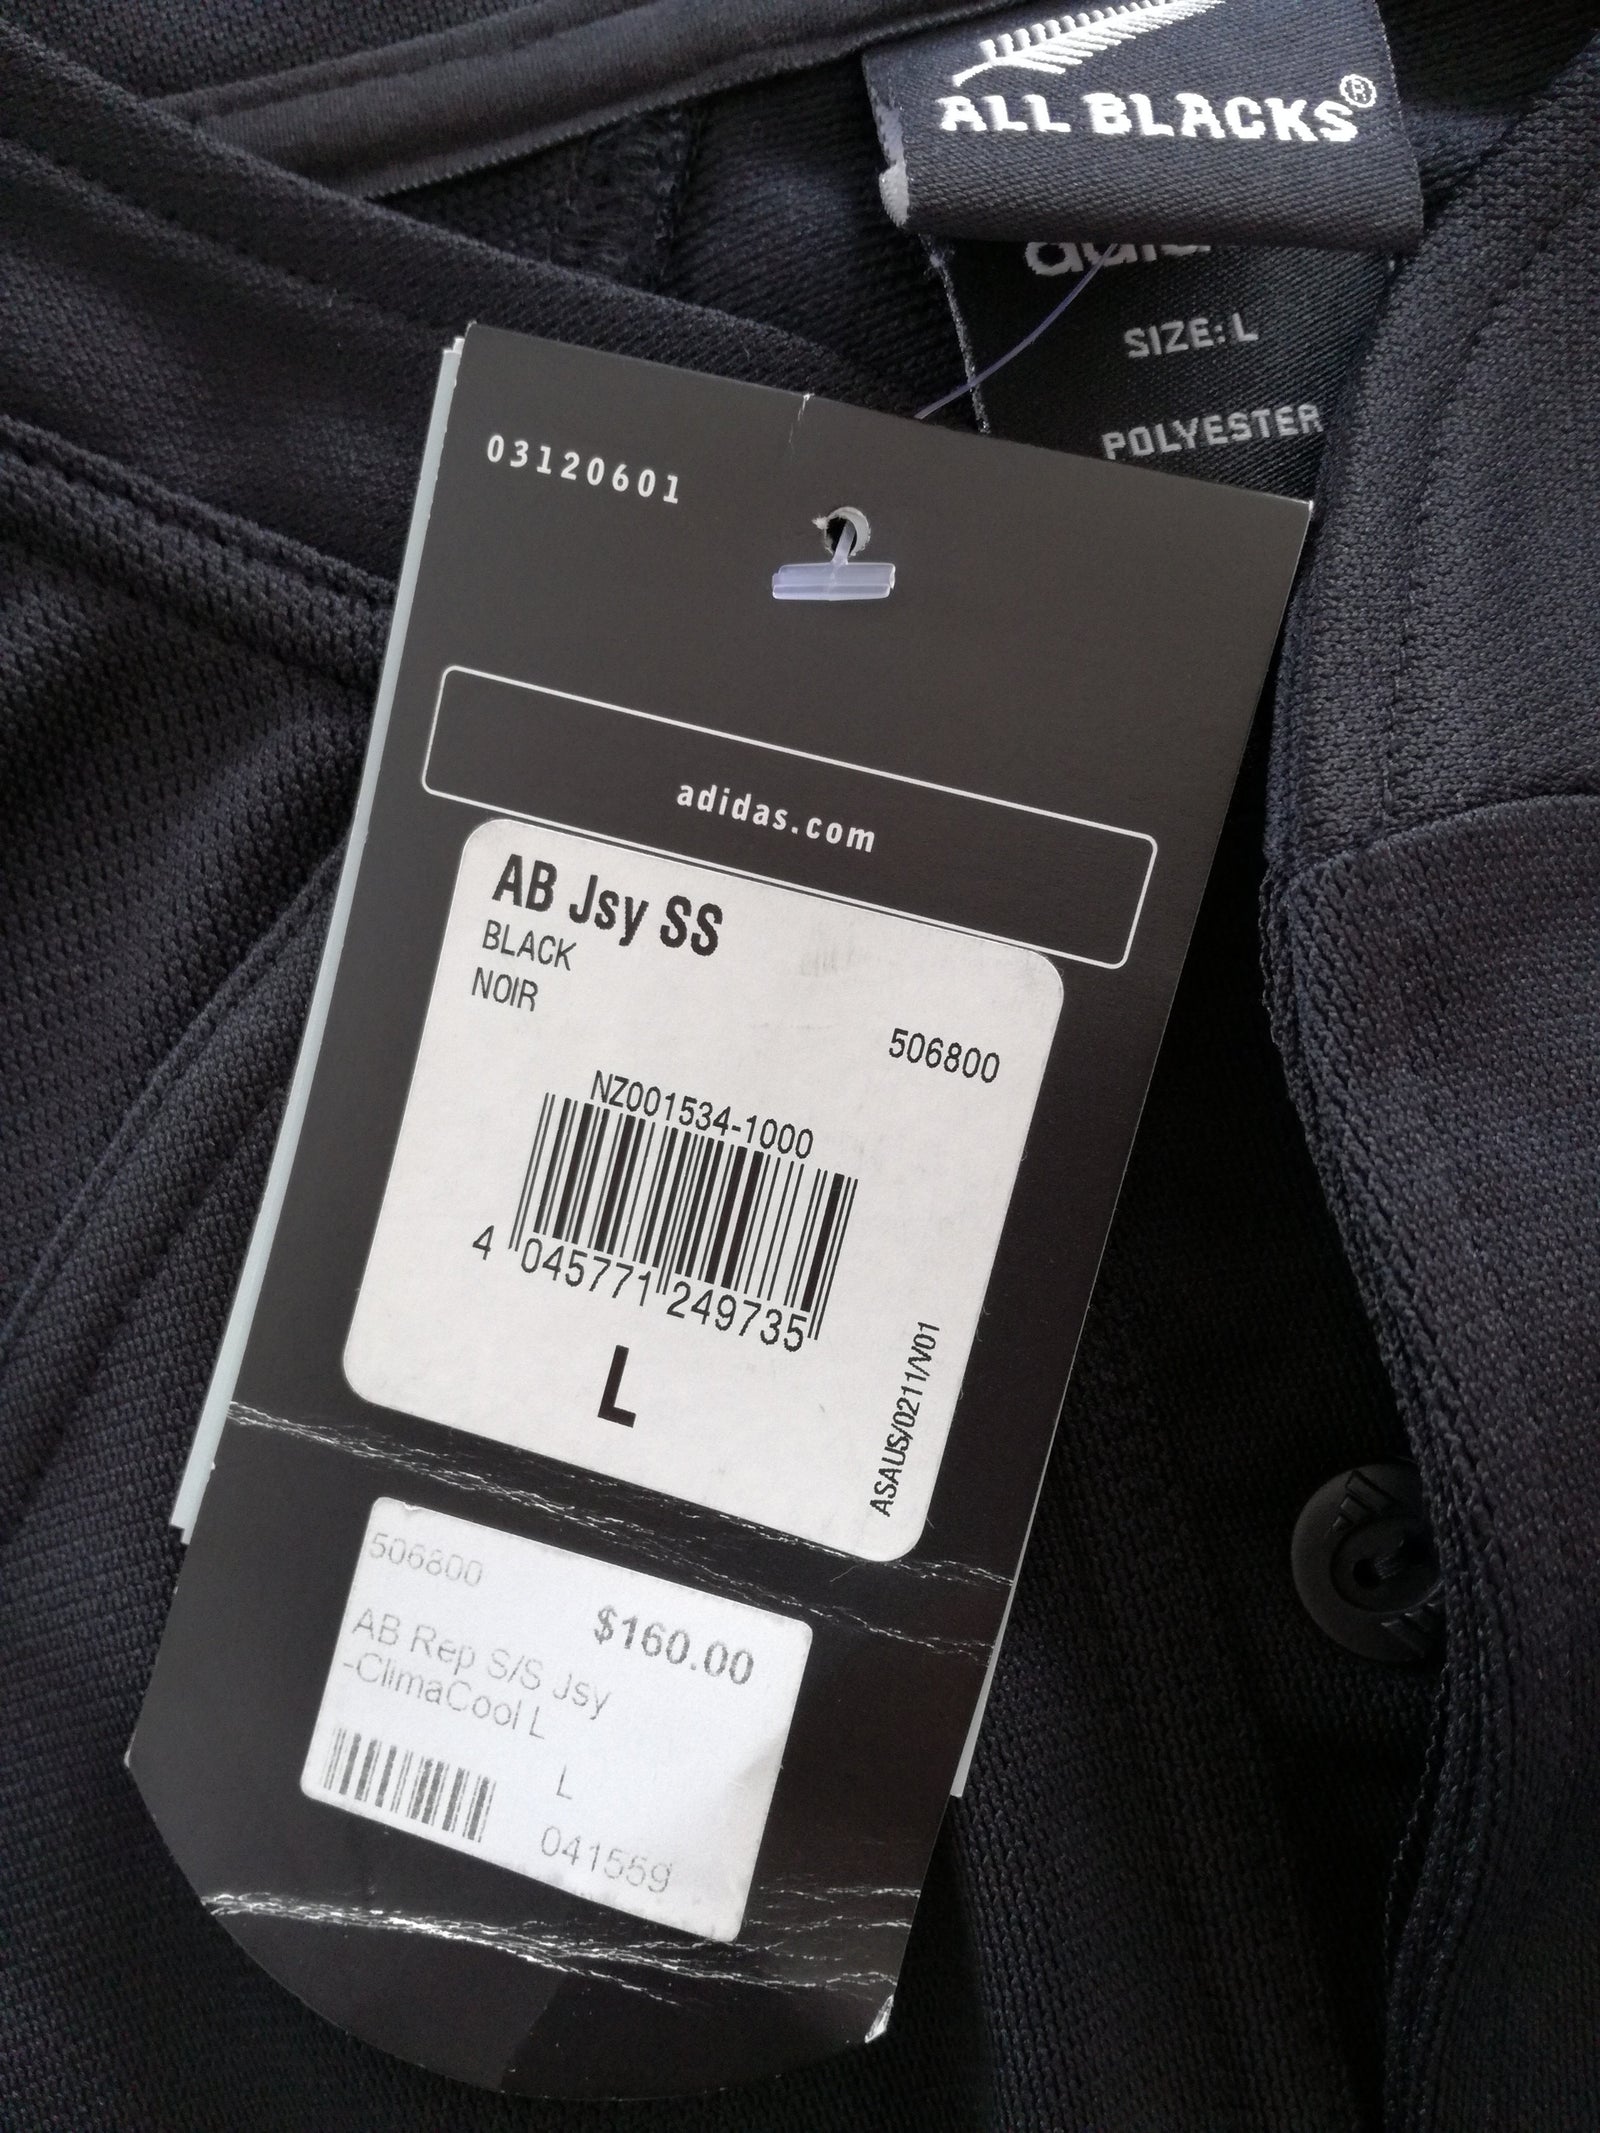 ALL BLACKS®
SIZE: L
POLYESTER
03120601
adidas.com
AB Jsy SS
BLACK
NOIR
506800
NZ001534-1000
4 045771 249735
L
ASAUS/0211/V01
506800
$160.00
AB Rep S/S Jsy
-ClimaCool L
L
041559